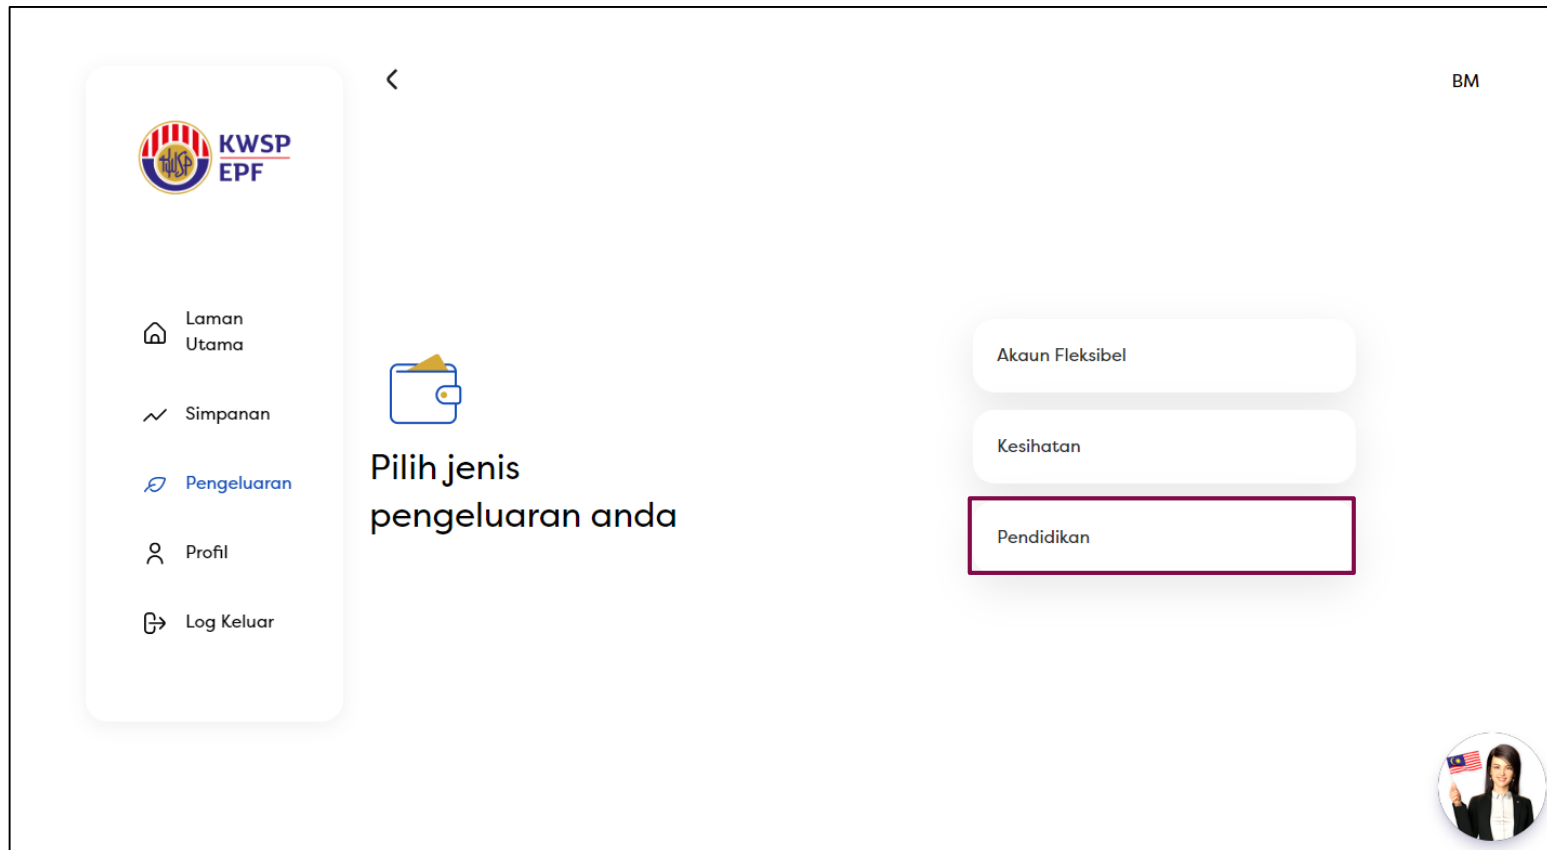 BM
KWSP
EPF
Laman
Utama
Simpanan
Pengeluaran
Profil
Log Keluar
Pilih jenis
pengeluaran anda
Akaun Fleksibel
Kesihatan
Pendidikan